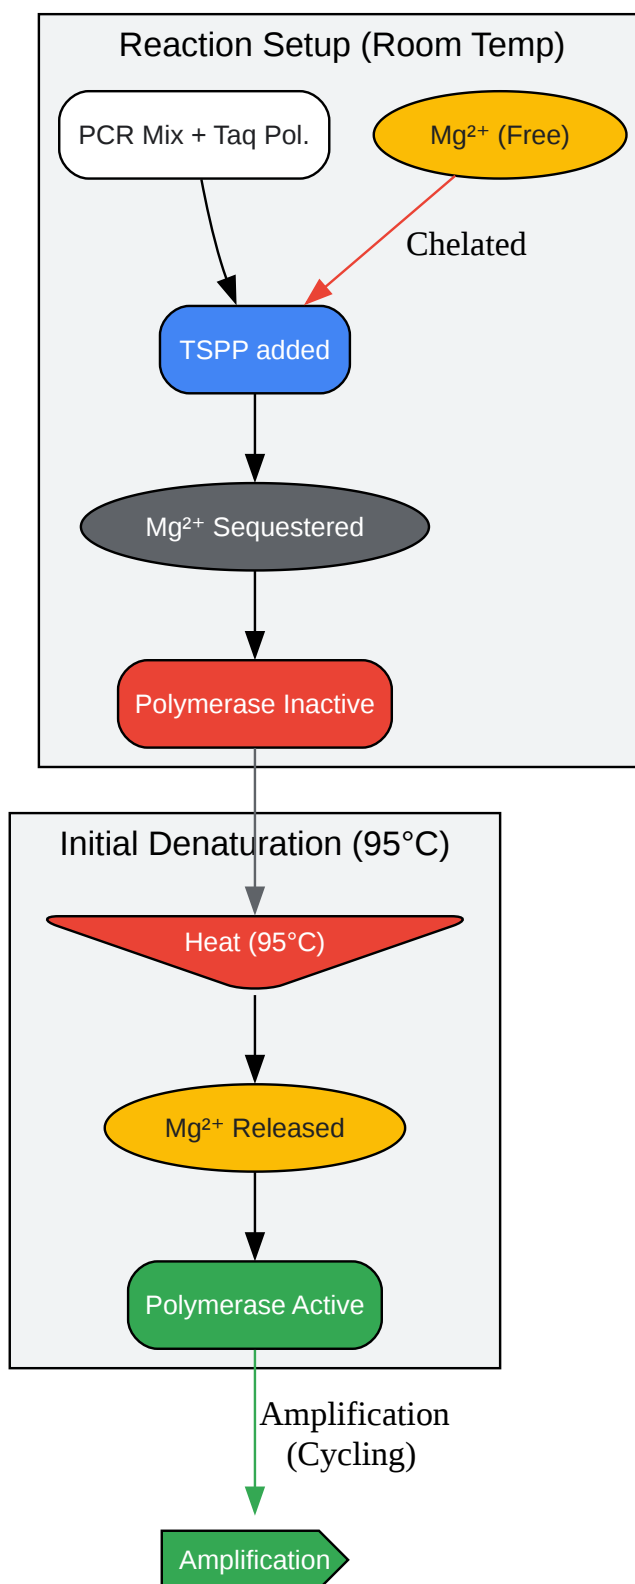 Reaction Setup (Room Temp)
PCR Mix + Taq Pol.
Mg²⁺ (Free)
Chelated
TSPP added
Mg²⁺ Sequestered
Polymerase Inactive
Initial Denaturation (95°C)
Heat (95°C)
Mg²⁺ Released
Polymerase Active
Amplification
(Cycling)
Amplification